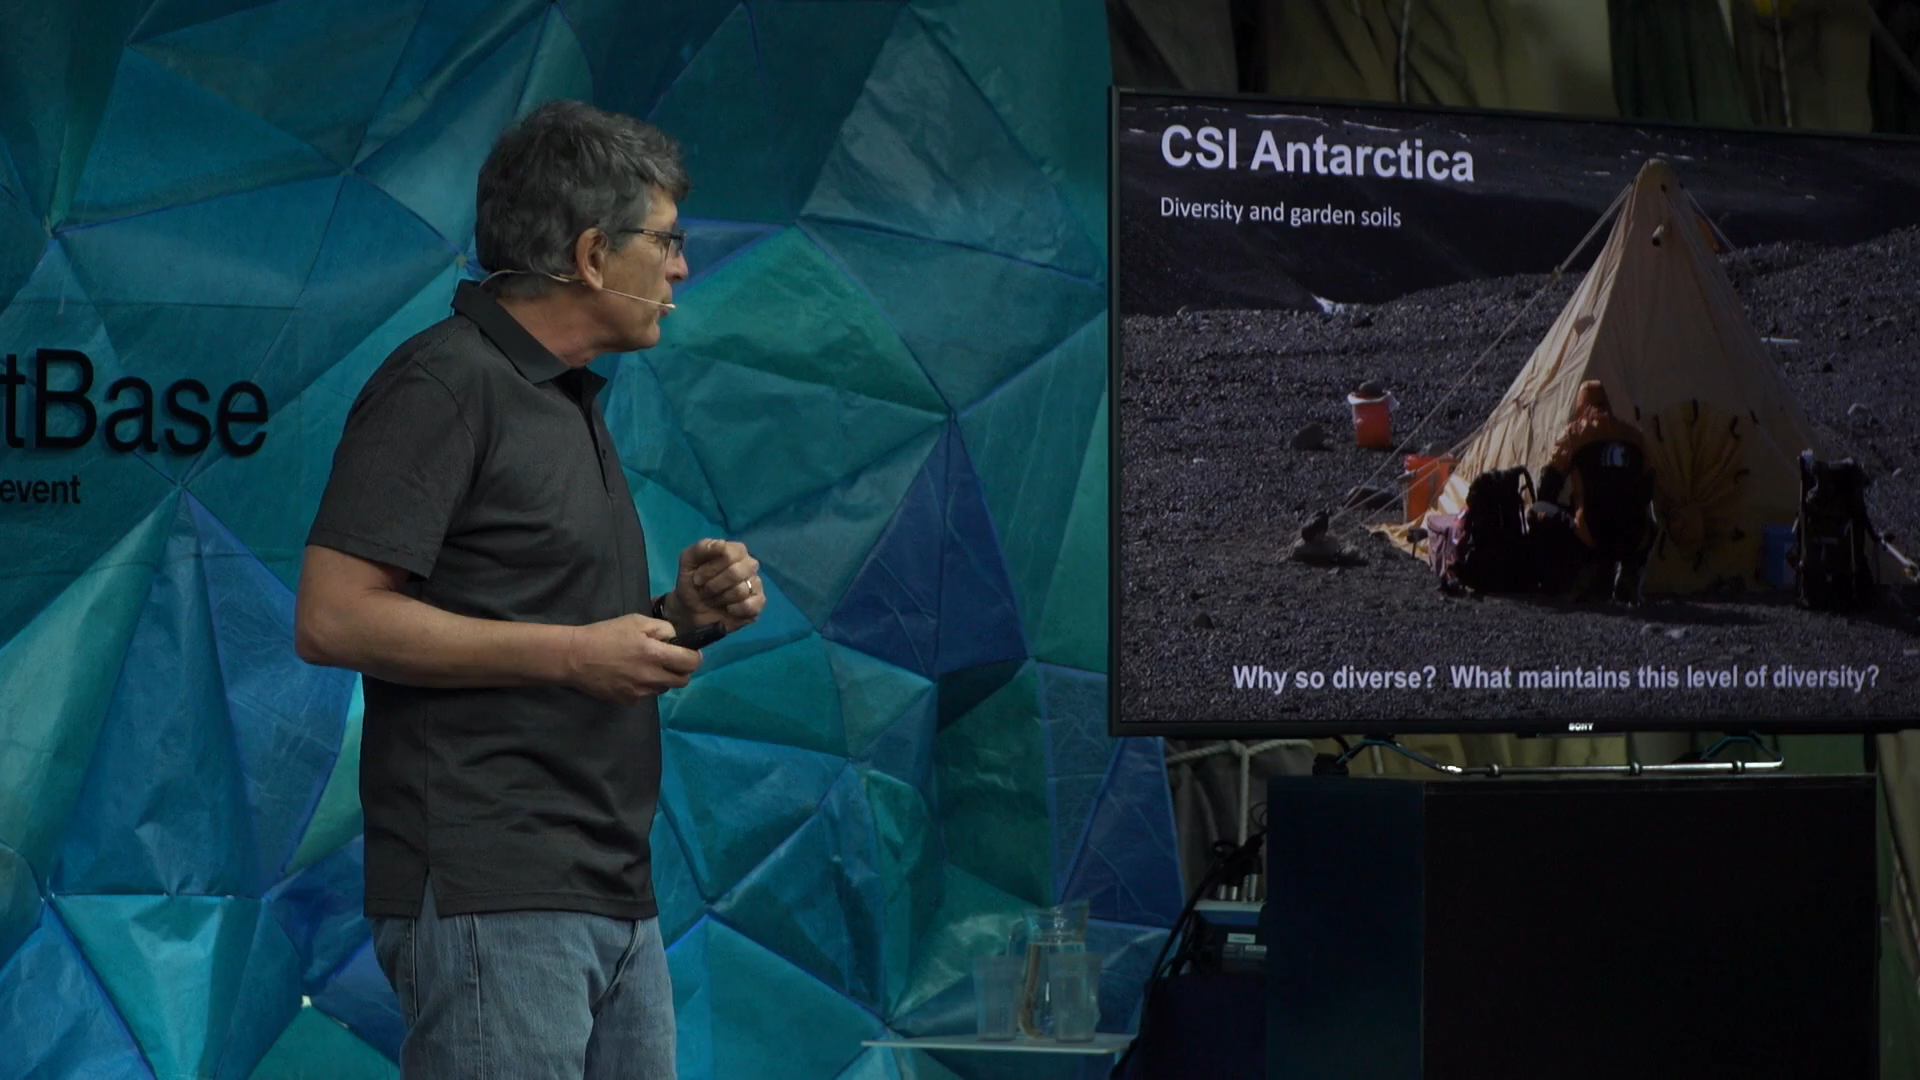 tBase
event
CSI Antarctica
Diversity and garden soils
Why so diverse? What maintains this level of diversity?
SONY